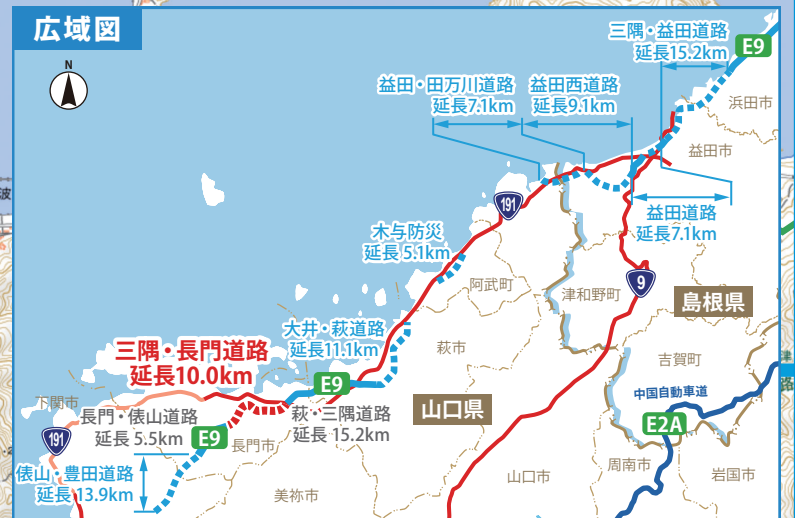 広域図
N
三隅・益田道路
延長15.2km
E9
益田・田万川道路
延長7.1km
益田西道路
延長9.1km
浜田市
益田市
191
益田道路
延長7.1km
木与防災
延長 5.1km
阿武町
津和野町
9
島根県
大井・萩道路
延長11.1km
萩市
吉賀町
三隅・長門道路
延長10.0km
E9
中国自動車道
下関市
長門・俵山道路
延長 5.5km
萩・三隅道路
延長 15.2km
山口県
E2A
191
E9
長門市
俵山・豊田道路
延長 13.9km
美祢市
山口市
周南市
岩国市
波
津
路